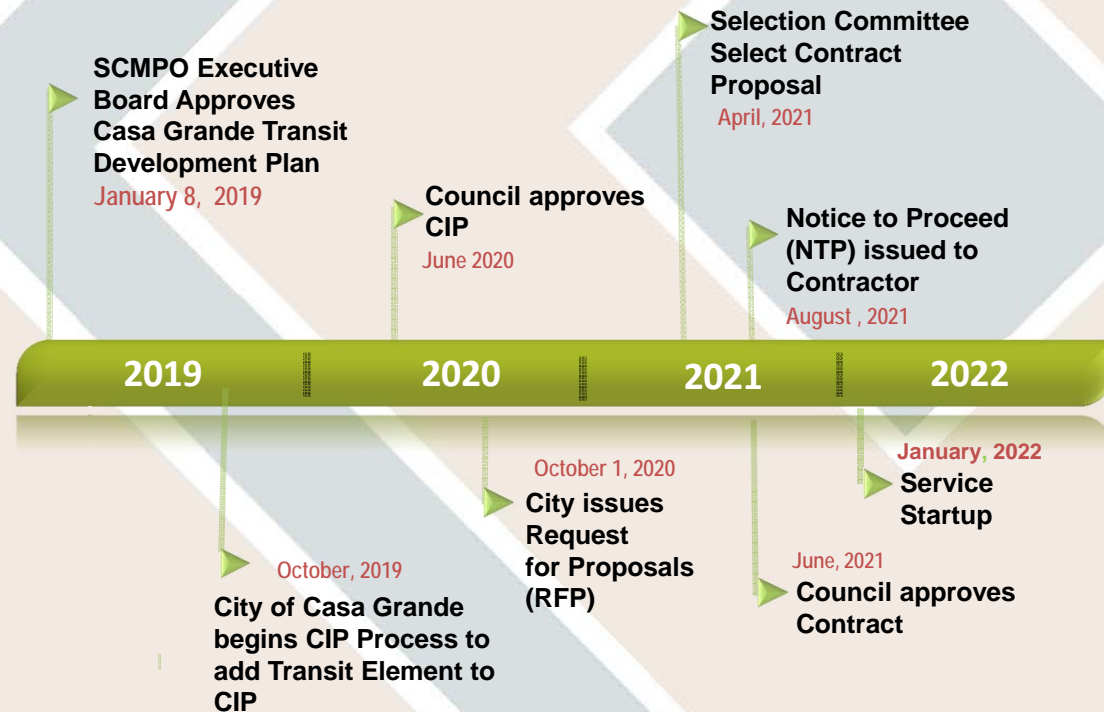 SCMPO Executive
Board Approves
Casa Grande Transit
Development Plan
January 8, 2019
Council approves
CIP
June 2020
Selection Committee
Select Contract
Proposal
April, 2021
Notice to Proceed
(NTP) issued to
Contractor
August , 2021
2019
2020
2021
2022
October, 2019
City of Casa Grande
begins CIP Process to
add Transit Element to
CIP
October 1, 2020
City issues
Request
for Proposals
(RFP)
June, 2021
Council approves
Contract
January, 2022
Service
Startup